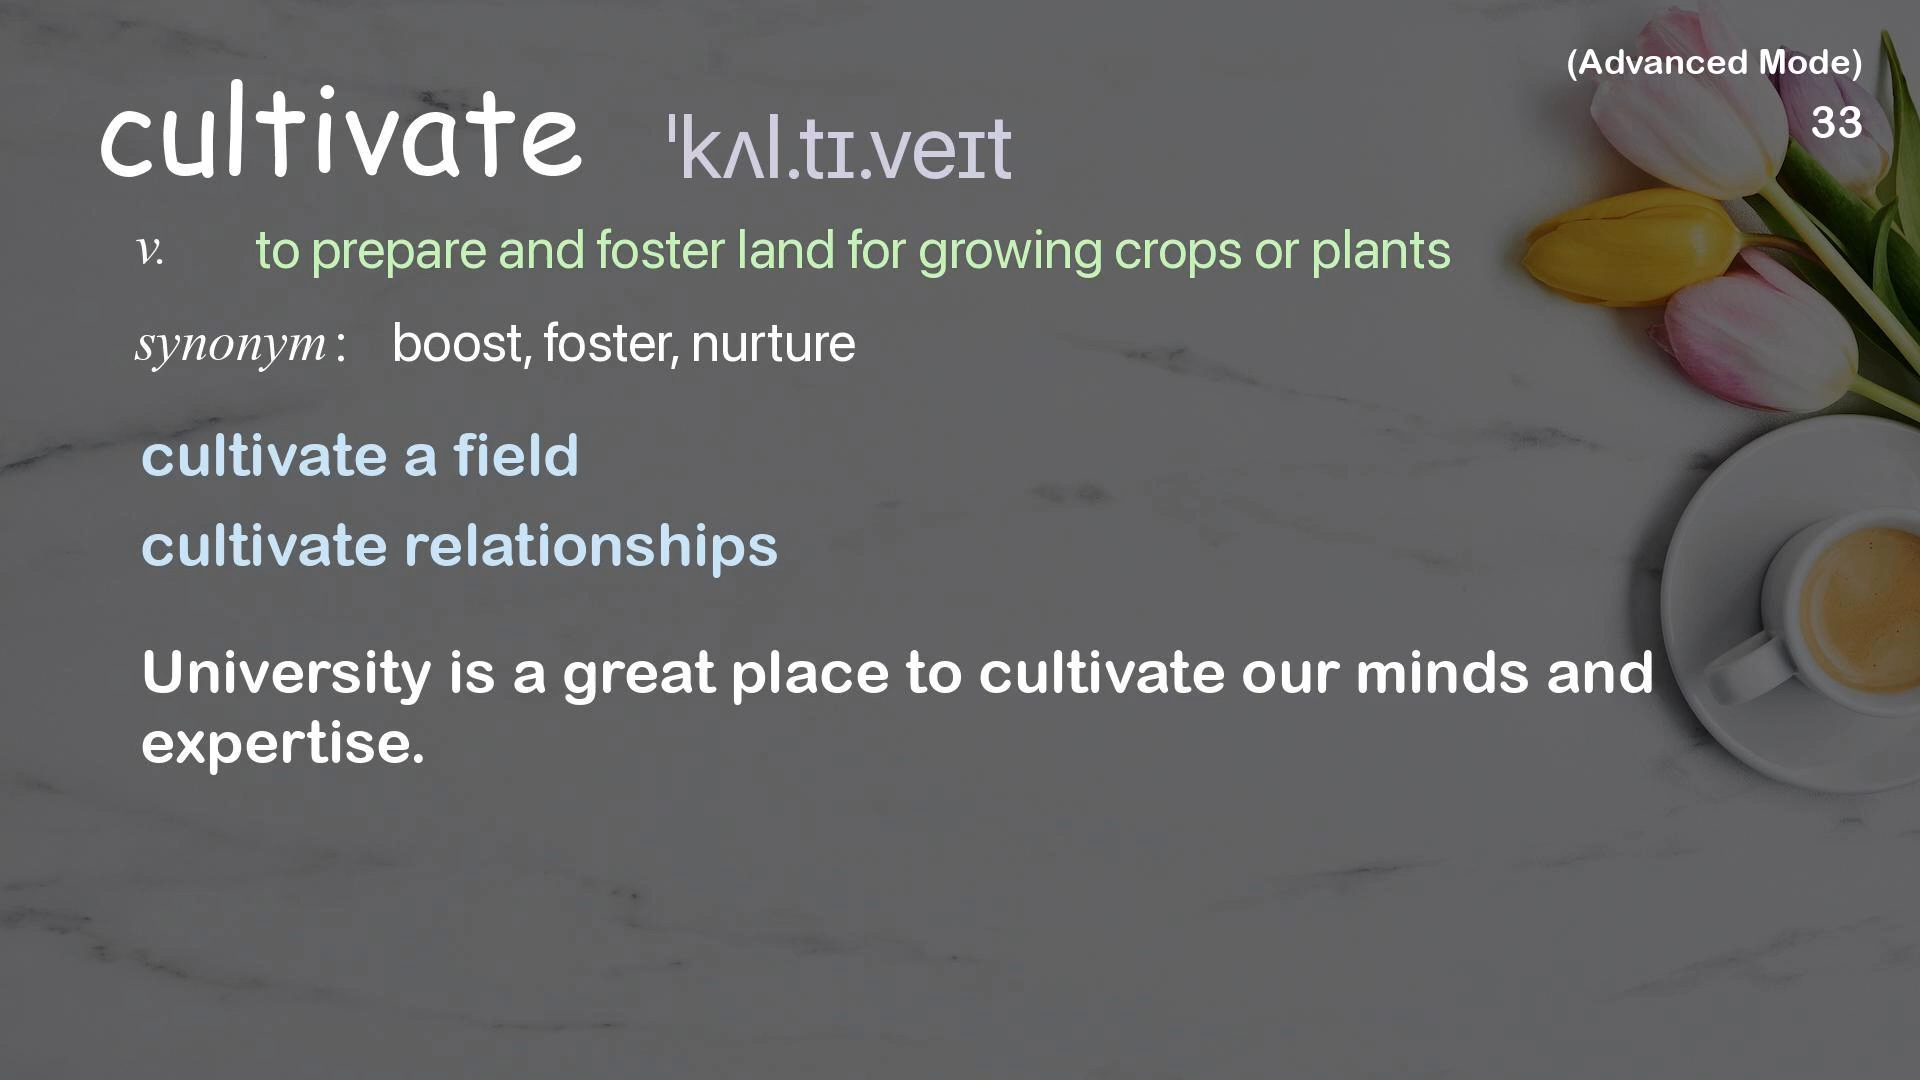 (Advanced Mode)
cultivate ˈkʌl.tɪ.veɪt
33
v. to prepare and foster land for growing crops or plants
synonym: boost, foster, nurture
cultivate a field
cultivate relationships
University is a great place to cultivate our minds and
expertise.